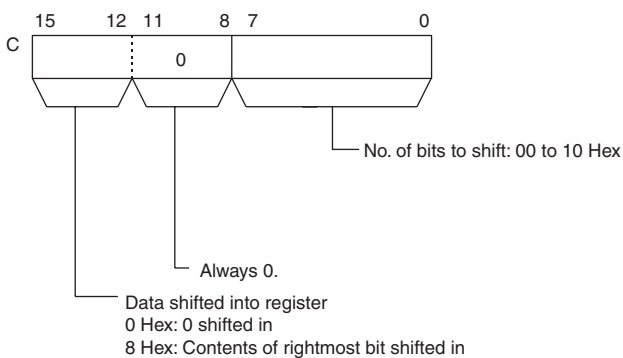 15 12 11 8 7 0
C
0
No. of bits to shift: 00 to 10 Hex
Always 0.
Data shifted into register
0 Hex: 0 shifted in
8 Hex: Contents of rightmost bit shifted in